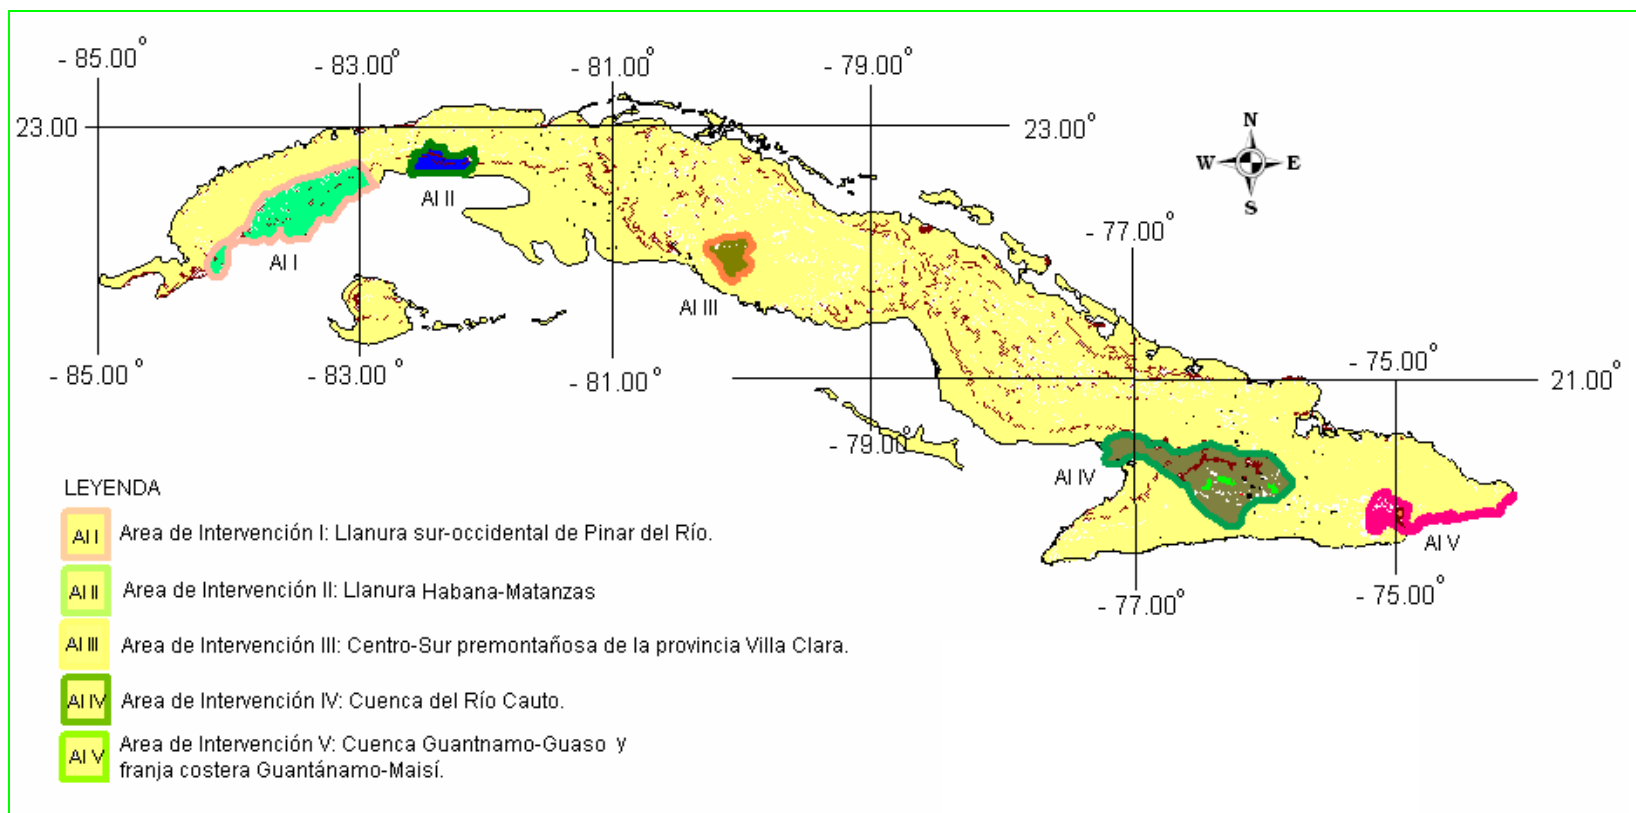 - 85.00°
- 83.00°
- 81.00°
- 79.00°
23.00
23.00°
N
W
E
S
AI II
- 77.00°
AI I
AI III
- 85.00°
- 83.00°
- 81.00°
- 75.00°
21.00°
- 79.00°
AI IV
AI V
- 77.00°
- 75.00°
LEYENDA
AI I Area de Intervención I: Llanura sur-occidental de Pinar del Río.
AI II Area de Intervención II: Llanura Habana-Matanzas
AI III Area de Intervención III: Centro-Sur premontañosa de la provincia Villa Clara.
AI IV Area de Intervención IV: Cuenca del Río Cauto.
AI V Area de Intervención V: Cuenca Guantnamo-Guaso y
franja costera Guantánamo-Maisí.